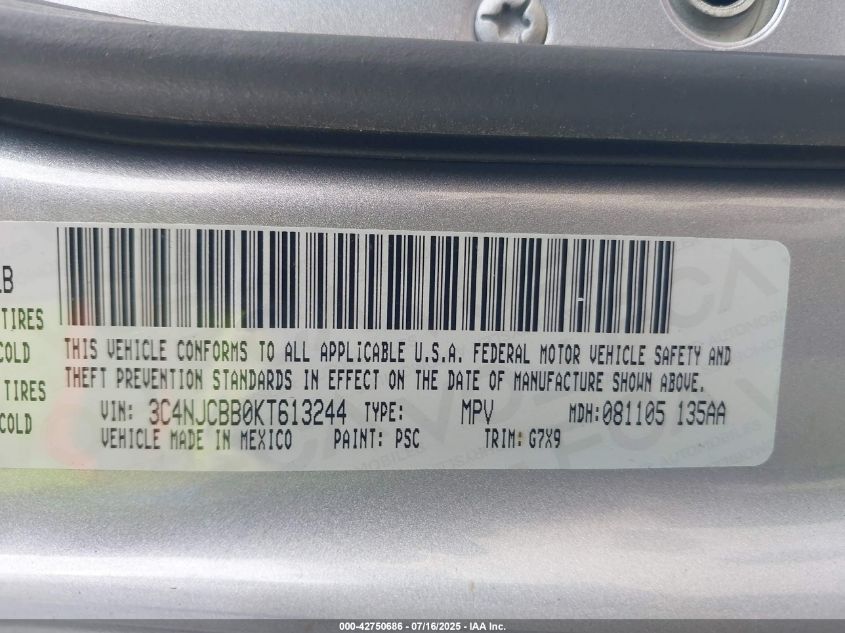 LB
TIRES
COLD
TIRES
COLD
THIS VEHICLE CONFORMS TO ALL APPLICABLE U.S.A. FEDERAL MOTOR VEHICLE SAFETY AND
THEFT PREVENTION STANDARDS IN EFFECT ON THE DATE OF MANUFACTURE SHOWN ABOVE.
VIN: 3C4NJCBB0KT613244 TYPE: MPV MDH:081105 135AA
VEHICLE MADE IN MEXICO PAINT: PSC TRIM: G7X9
000-42750686 - 07/16/2025 - IAA Inc.